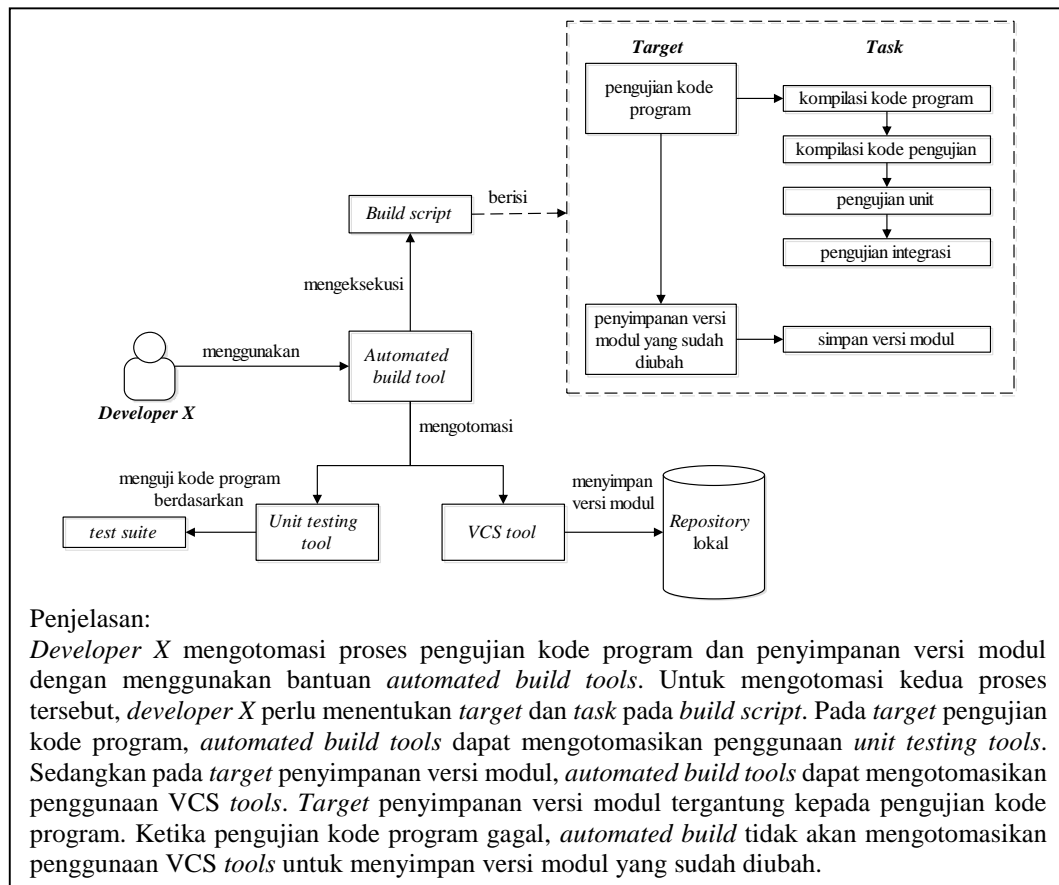 Target
Task
pengujian kode
program
kompilasi kode program
kompilasi kode pengujian
pengujian unit
pengujian integrasi
berisi
Build script
mengeksekusi
penyimpanan versi
modul yang sudah
diubah
simpan versi modul
menggunakan
Automated
build tool
Developer X
mengotomasi
menguji kode program
berdasarkan
menyimpan
versi modul
test suite
Unit testing
tool
VCS tool
Repository
lokal
Penjelasan:
Developer X mengotomasi proses pengujian kode program dan penyimpanan versi modul
dengan menggunakan bantuan automated build tools. Untuk mengotomasi kedua proses
tersebut, developer X perlu menentukan target dan task pada build script. Pada target pengujian
kode program, automated build tools dapat mengotomasikan penggunaan unit testing tools.
Sedangkan pada target penyimpanan versi modul, automated build tools dapat mengotomasikan
penggunaan VCS tools. Target penyimpanan versi modul tergantung kepada pengujian kode
program. Ketika pengujian kode program gagal, automated build tidak akan mengotomasikan
penggunaan VCS tools untuk menyimpan versi modul yang sudah diubah.